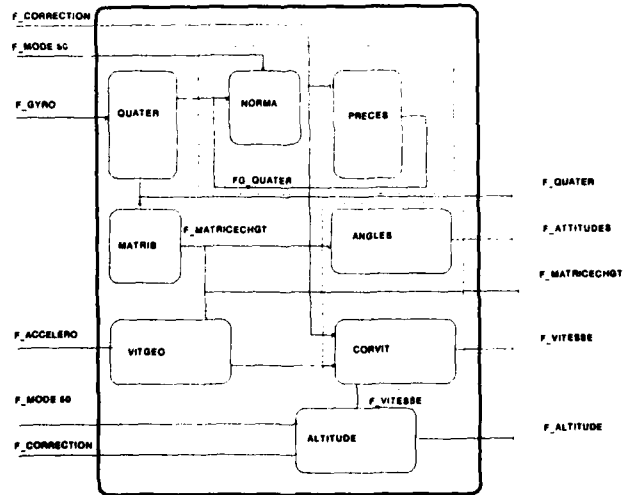 F_CORRECTION
F_MODE 50
F_GYRO
QUATER
NORMA
PRECES
FG_QUATER
F_QUATER
F_MATRICECHGT
F_ATTITUDES
MATRIB
ANGLES
F_MATRICECHGT
F_ACCELERO
VITGEO
CORVIT
F_VITESSE
F_MODE 50
F_VITESSE
F_ALTITUDE
F_CORRECTION
ALTITUDE